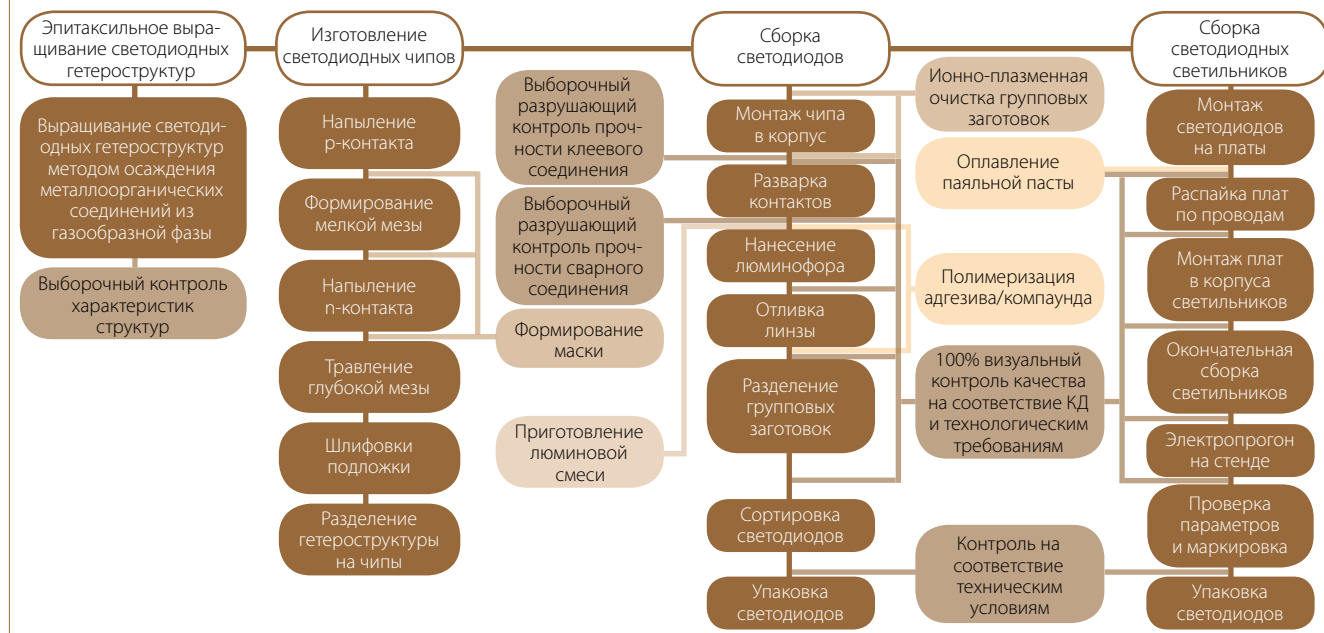 Эпитаксильное выра-
щивание светодиодных
гетероструктур
Выращивание светоди-
одных гетероструктур
методом осаждения
металлоорганических
соединений из
газообразной фазы
Выборочный контроль
характеристик
структур
Изготовление
светодиодных чипов
Напыление
p-контакта
Формирование
мелкой мезы
Напыление
n-контакта
Травление
глубокой мезы
Шлифовки
подложки
Разделение
гетероструктуры
на чипы
Выборочный
разрушающий
контроль проч-
ности клеевого
соединения
Выборочный
разрушающий
контроль проч-
ности сварного
соединения
Формирование
маски
Приготовление
люминовой
смеси
Сборка
светодиодов
Монтаж чипа
в корпус
Разварка
контактов
Нанесение
люминофора
Отливка
линзы
Разделение
групповых
заготовок
Сортировка
светодиодов
Упаковка
светодиодов
Ионно-плазменная
очистка групповых
заготовок
Оплавление
паяльной пасты
Полимеризация
адгезива/компаунда
100% визуальный
контроль качества
на соответствие КД
и технологическим
требованиям
Контроль на
соответствие
техническим
условиям
Сборка
светодиодных
светильников
Монтаж
светодиодов
на платы
Распайка плат
по проводам
Монтаж плат
в корпуса
светильников
Окончательная
сборка
светильников
Электропрогон
на стенде
Проверка
параметров
и маркировка
Упаковка
светодиодов